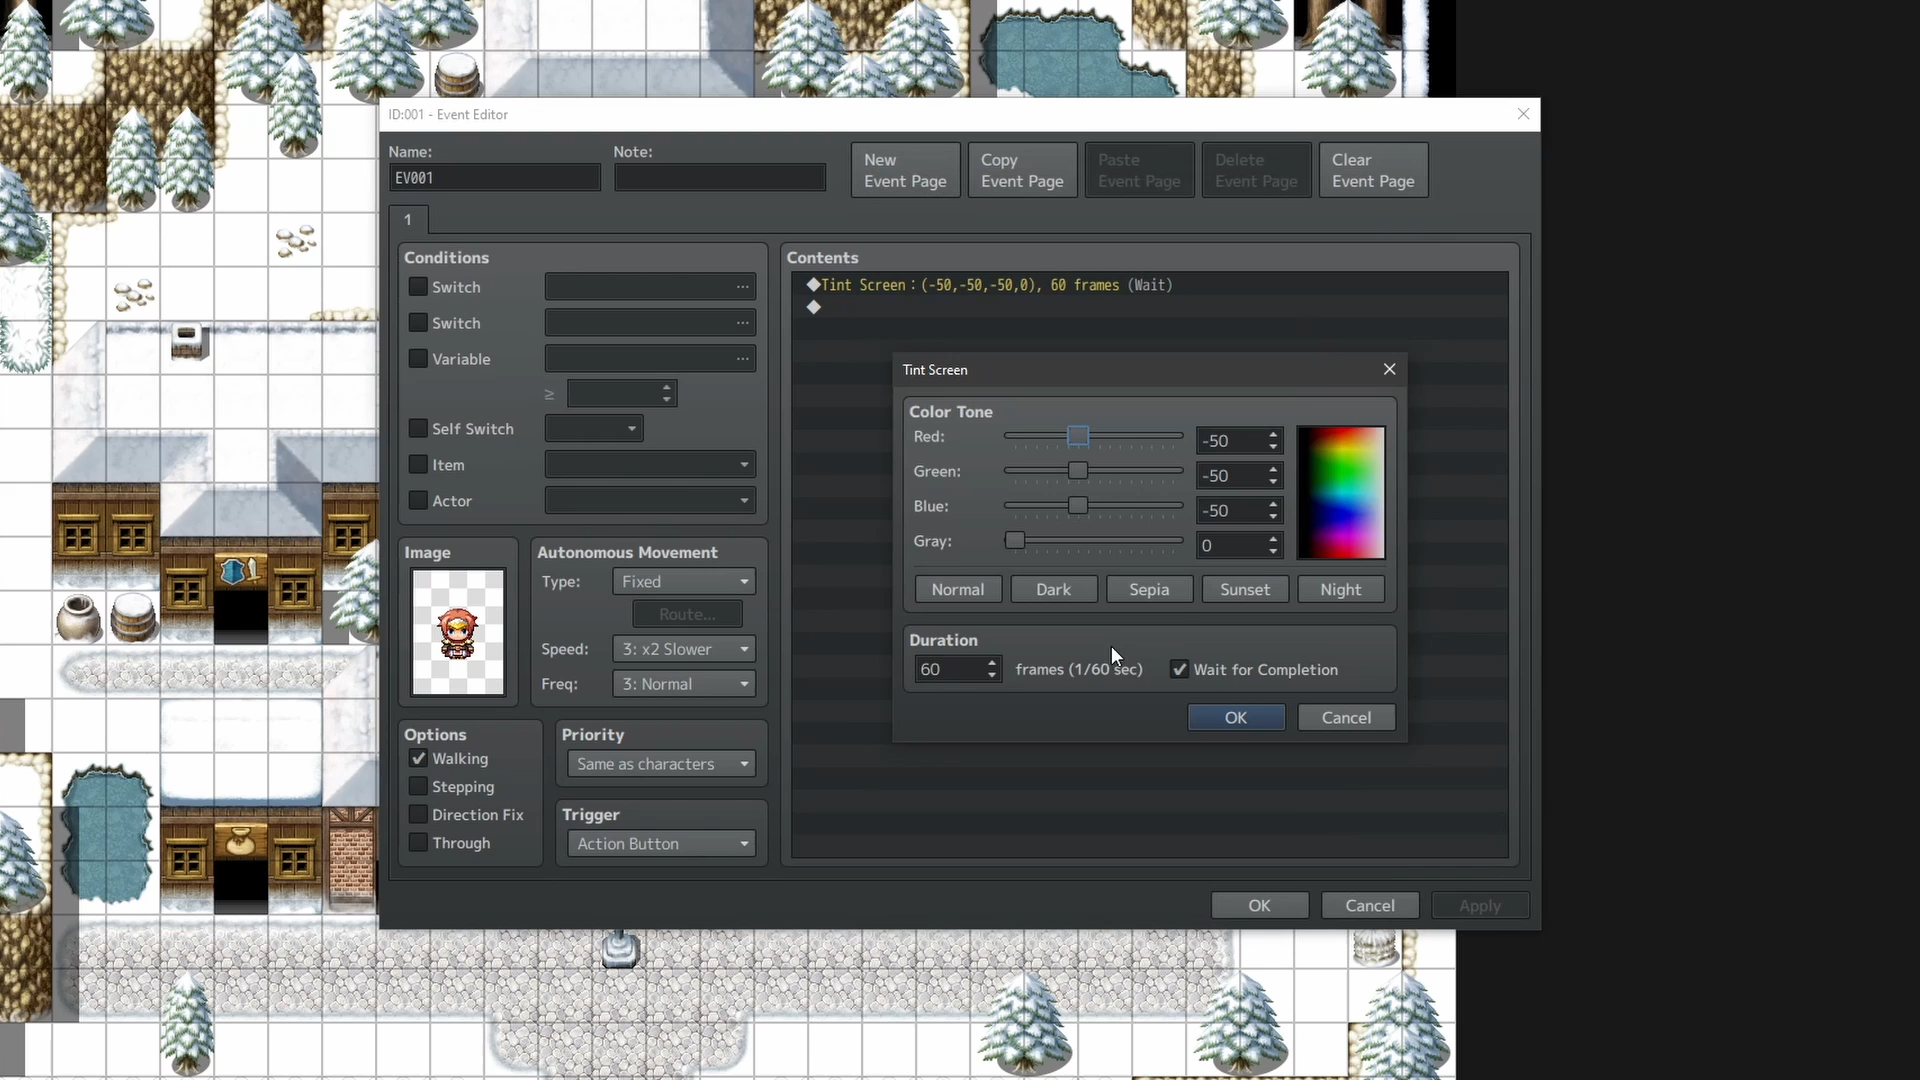 ID:001 - Event Editor
Name:
Note:
EV001
New
Event Page
Copy
Event Page
Paste
Event Page
Delete
Event Page
Clear
Event Page
1
Conditions
Switch
...
Switch
...
Variable
...
≥
Self Switch
Item
Actor
Image
Autonomous Movement
Type:
Fixed
Route...
Speed:
3: x2 Slower
Freq:
3: Normal
Options
Walking
Stepping
Direction Fix
Through
Priority
Same as characters
Trigger
Action Button
Contents
◆Tint Screen : (-50,-50,-50,0), 60 frames (Wait)
◆
Tint Screen
Color Tone
Red:
-50
Green:
-50
Blue:
-50
Gray:
0
Normal
Dark
Sepia
Sunset
Night
Duration
60
frames (1/60 sec)
Wait for Completion
OK
Cancel
OK
Cancel
Apply